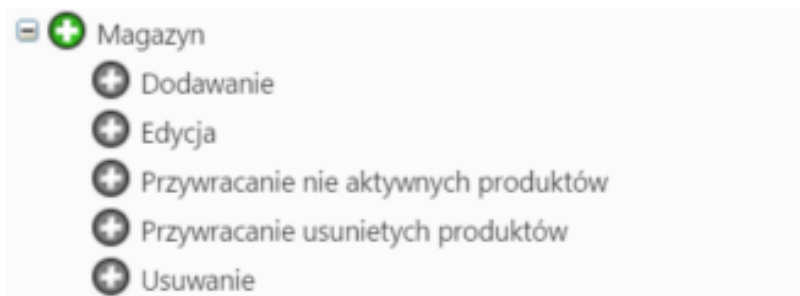 Magazyn
Dodawanie
Edycja
Przywracanie nie aktywnych produktów
Przywracanie usunietych produktów
Usuwanie